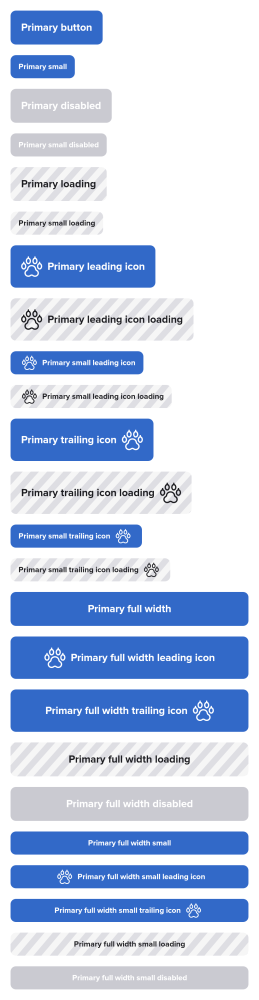 Primary button
Primary small
Primary disabled
Primary small disabled
Primary loading
Primary small loading
Primary leading icon
Primary leading icon loading
Primary small leading icon
Primary small leading icon loading
Primary trailing icon
Primary trailing icon loading
Primary small trailing icon
Primary small trailing icon loading
Primary full width
Primary full width leading icon
Primary full width trailing icon
Primary full width loading
Primary full width disabled
Primary full width small
Primary full width small leading icon
Primary full width small trailing icon
Primary full width small loading
Primary full width small disabled